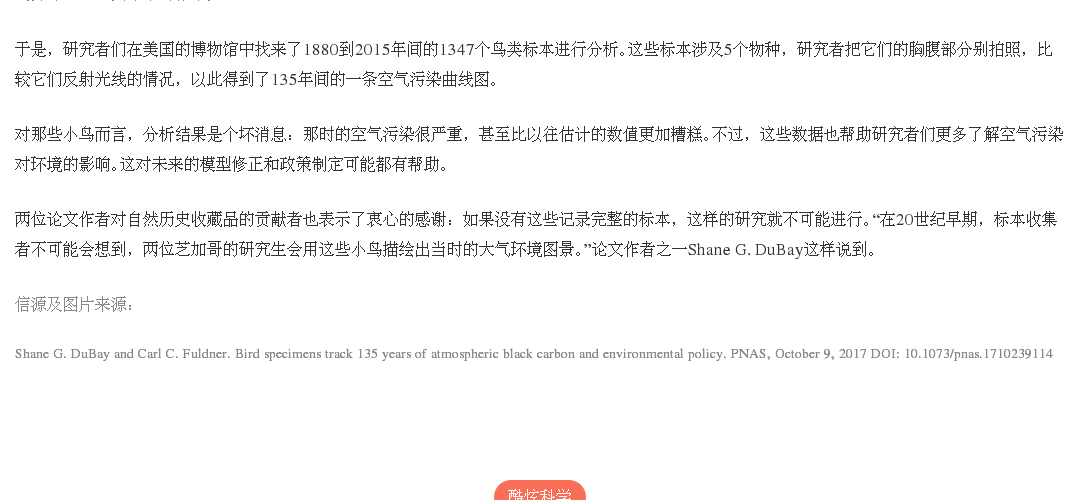 于是，研究者们在美国的博物馆中找来了1880到2015年间的1347个鸟类标本进行分析。这些标本涉及5个物种，研究者把它们的胸腹部分别拍照，比
较它们反射光线的情况，以此得到了135年间的一条空气污染曲线图。
对那些小鸟而言，分析结果是个坏消息：那时的空气污染很严重，甚至比以往估计的数值更加糟糕。不过，这些数据也帮助研究者们更多了解空气污染
对环境的影响。这对未来的模型修正和政策制定可能都有帮助。
两位论文作者对自然历史收藏品的贡献者也表示了衷心的感谢：如果没有这些记录完整的标本，这样的研究就不可能进行。“在20世纪早期，标本收集
者不可能会想到，两位芝加哥的研究生会用这些小鸟描绘出当时的大气环境图景。”论文作者之一Shane G. DuBay这样说到。
信源及图片来源：
Shane G. DuBay and Carl C. Fuldner. Bird specimens track 135 years of atmospheric black carbon and environmental policy. PNAS, October 9, 2017 DOI: 10.1073/pnas.1710239114
酷炫科学